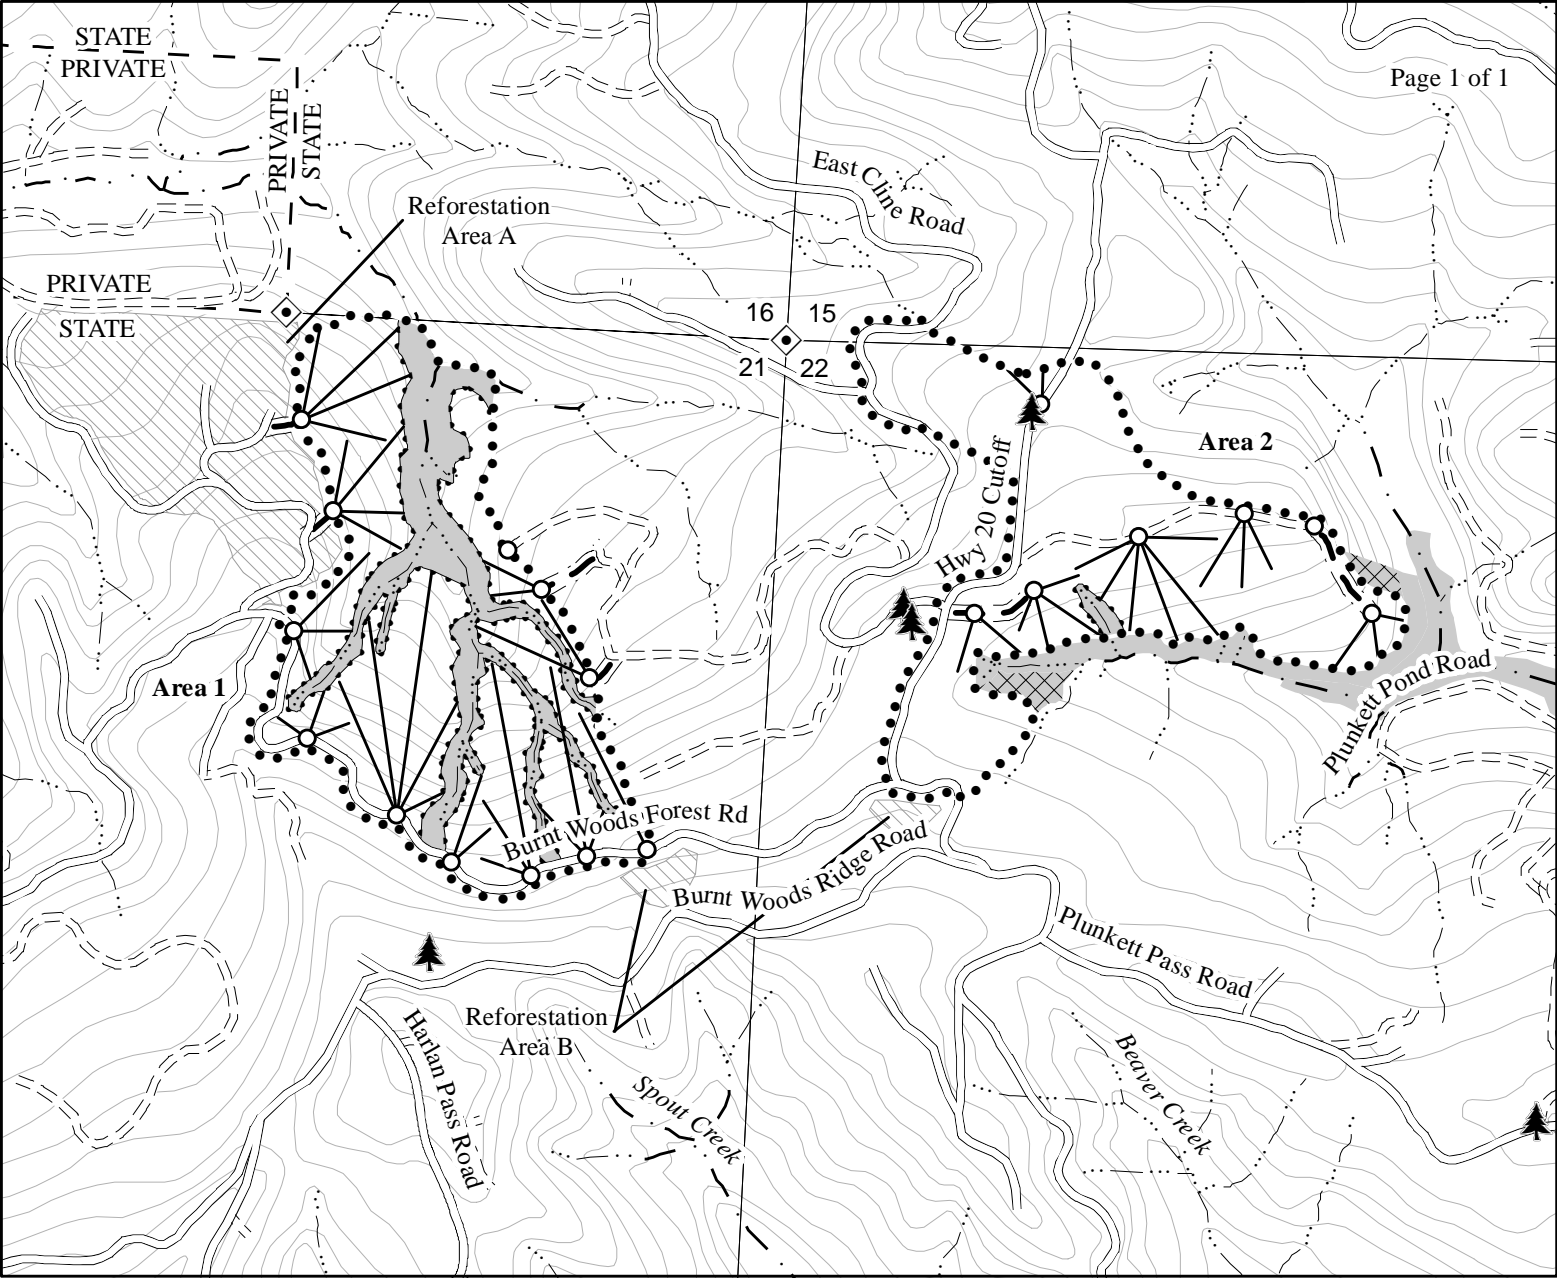 STATE
PRIVATE
Page 1 of 1
PRIVATE
STATE
East Cline Road
Reforestation
Area A
PRIVATE
STATE
16 15
21 22
Area 2
Hwy 20 Cutoff
Area 1
Plunkett Pond Road
Burnt Woods Forest Rd
Burnt Woods Ridge Road
Plunkett Pass Road
Reforestation
Area B
Harlan Pass Road
Spout Creek
Beaver Creek